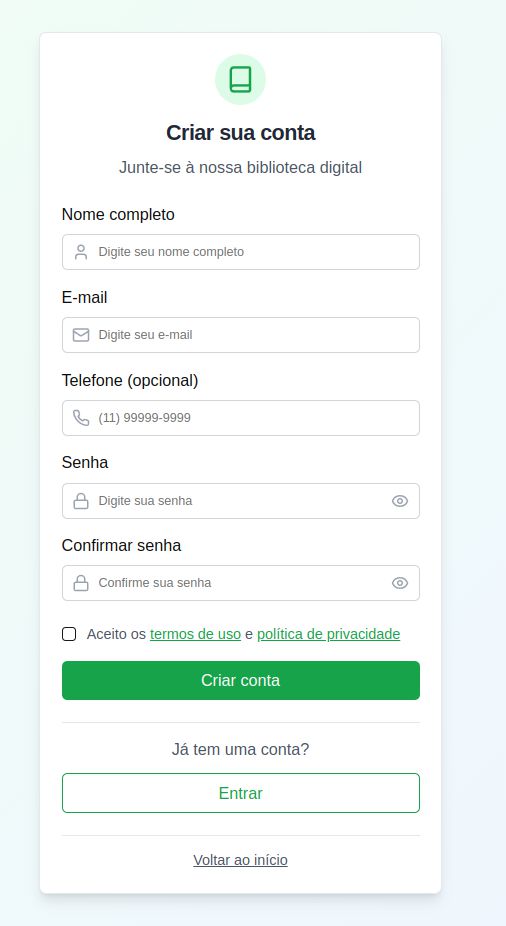 Criar sua conta
Junte-se à nossa biblioteca digital
Nome completo
Digite seu nome completo
E-mail
Digite seu e-mail
Telefone (opcional)
(11) 99999-9999
Senha
Digite sua senha
Confirmar senha
Confirme sua senha
Aceito os termos de uso e política de privacidade
Criar conta
Já tem uma conta?
Entrar
Voltar ao início